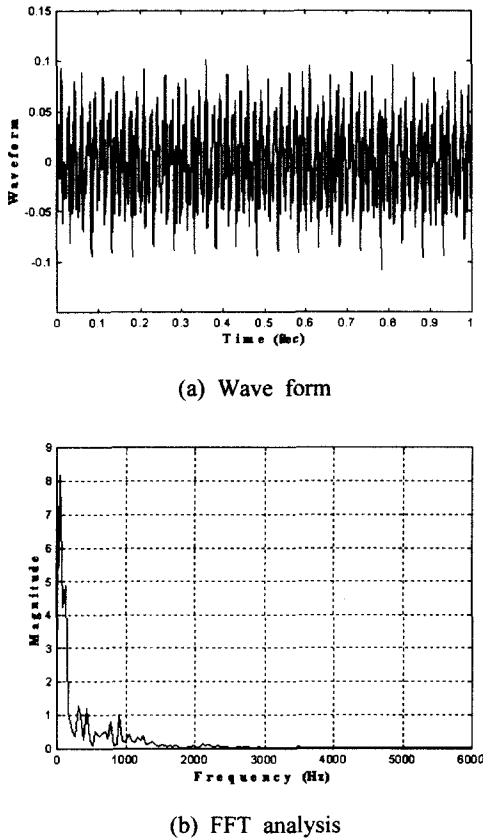 0.15
0.1
0.05
0
-0.05
-0.1
Waveform
0 0.1 0.2 0.3 0.4 0.5 0.6 0.7 0.8 0.9 1
Time (Sec)
(a) Wave form
9
8
7
6
5
4
3
2
1
0
Magnitude
0 1000 2000 3000 4000 5000 6000
Frequency (Hz)
(b) FFT analysis